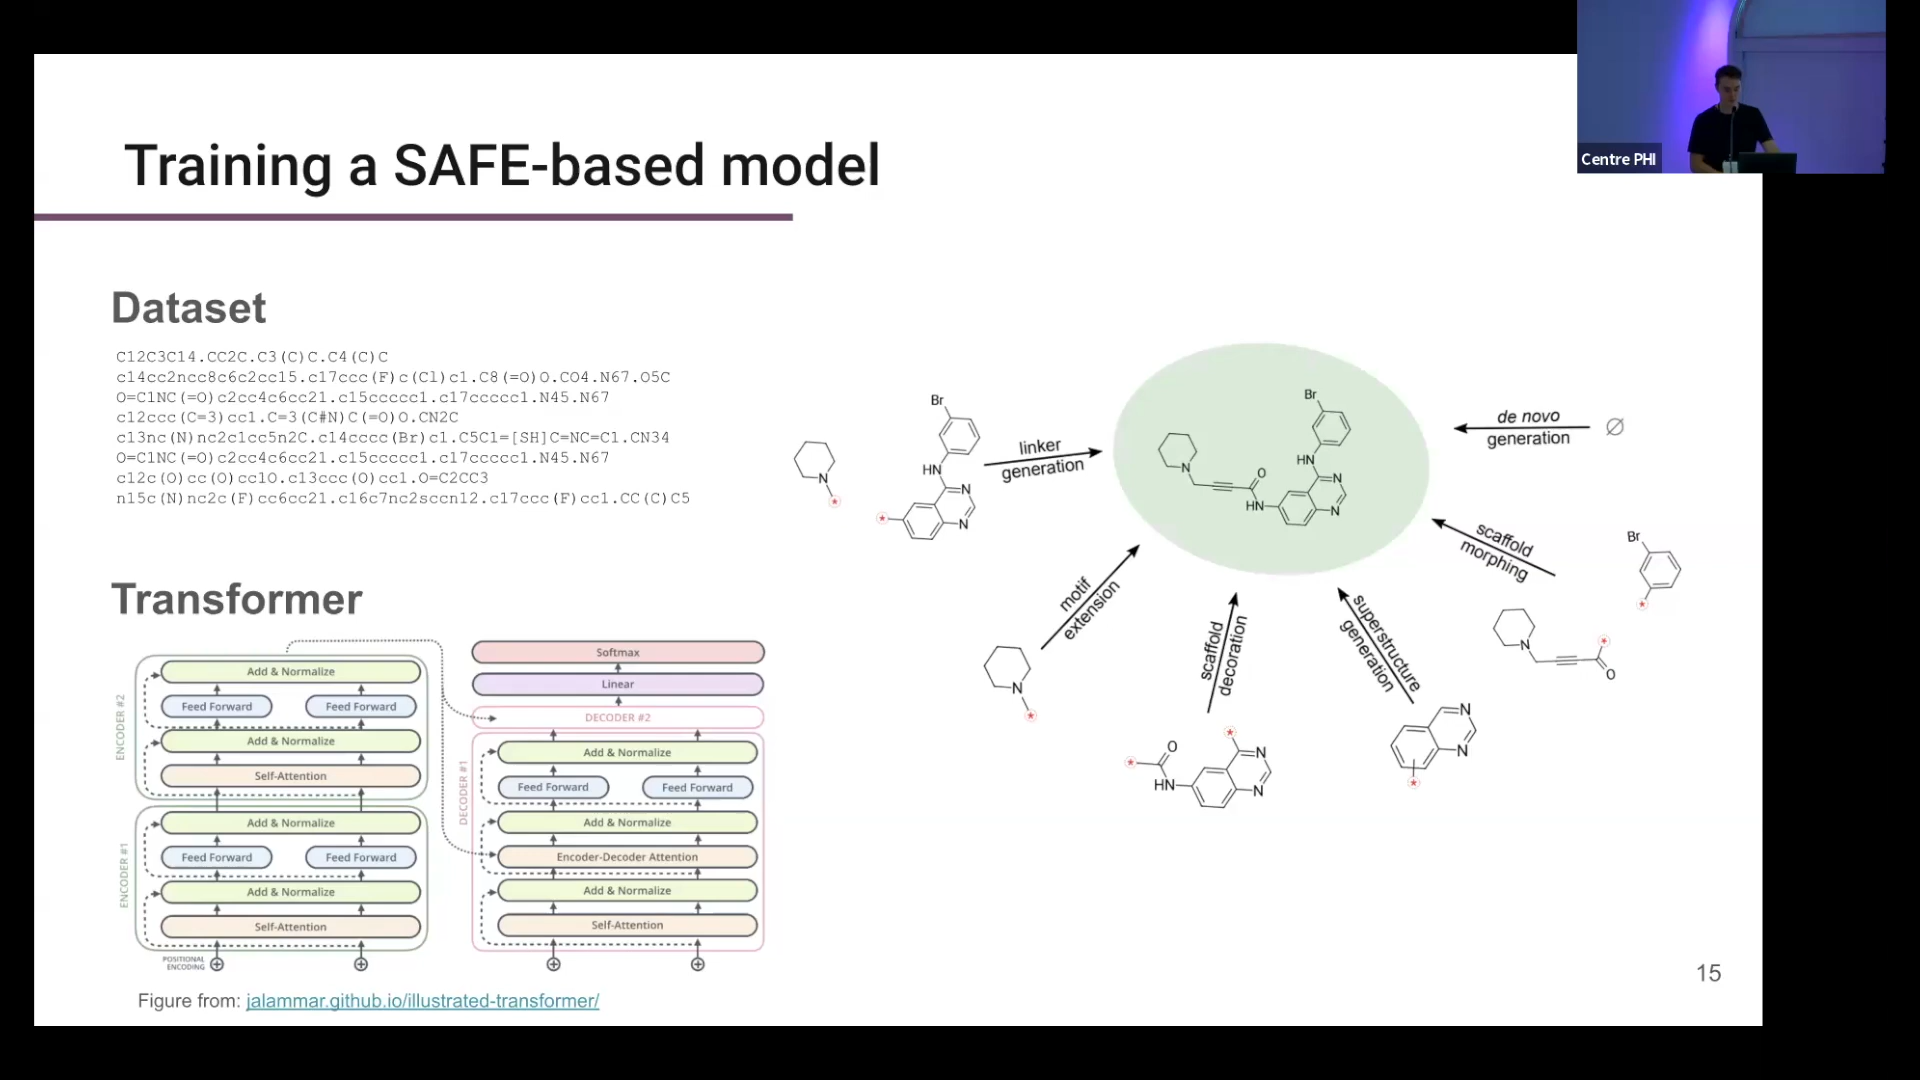 Centre PHI
Training a SAFE-based model
Dataset
C12C3C14.CC2C.C3(C)C.C4(C)C
c14cc2ncc8c6c2cc15.c17ccc(F)c(Cl)c1.C8(=O)O.CO4.N67.O5C
O=C1NC(=O)c2cc4c6cc21.c15ccccc1.c17ccccc1.N45.N67
c12ccc(C=3)cc1.C=3(C#N)C(=O)O.CN2C
c13nc(N)nc2c1cc5n2C.c14cccc(Br)c1.C5C1=[SH]C=NC=C1.CN34
O=C1NC(=O)c2cc4c6cc21.c15ccccc1.c17ccccc1.N45.N67
c12c(O)cc(O)cc1O.c13ccc(O)cc1.O=C2CC3
n15c(N)nc2c(F)cc6cc21.c16c7nc2sccn12.c17ccc(F)cc1.CC(C)C5
Transformer
ENCODER #2
Add & Normalize
Feed Forward Feed Forward
Add & Normalize
Self-Attention
ENCODER #1
Add & Normalize
Feed Forward Feed Forward
Add & Normalize
Self-Attention
POSITIONAL
ENCODING
Softmax
Linear
DECODER #2
DECODER #1
Add & Normalize
Feed Forward Feed Forward
Add & Normalize
Encoder-Decoder Attention
Add & Normalize
Self-Attention
Figure from: jalammar.github.io/illustrated-transformer/
N
*
Br
HN
N
N
*
linker
generation
Br
HN
N
N
N
O
HN
de novo
generation
∅
motif
extension
N
*
scaffold
decoration
*
O
HN
*
N
N
superstructure
generation
N
N
*
scaffold
morphing
Br
*
N
*
O
15